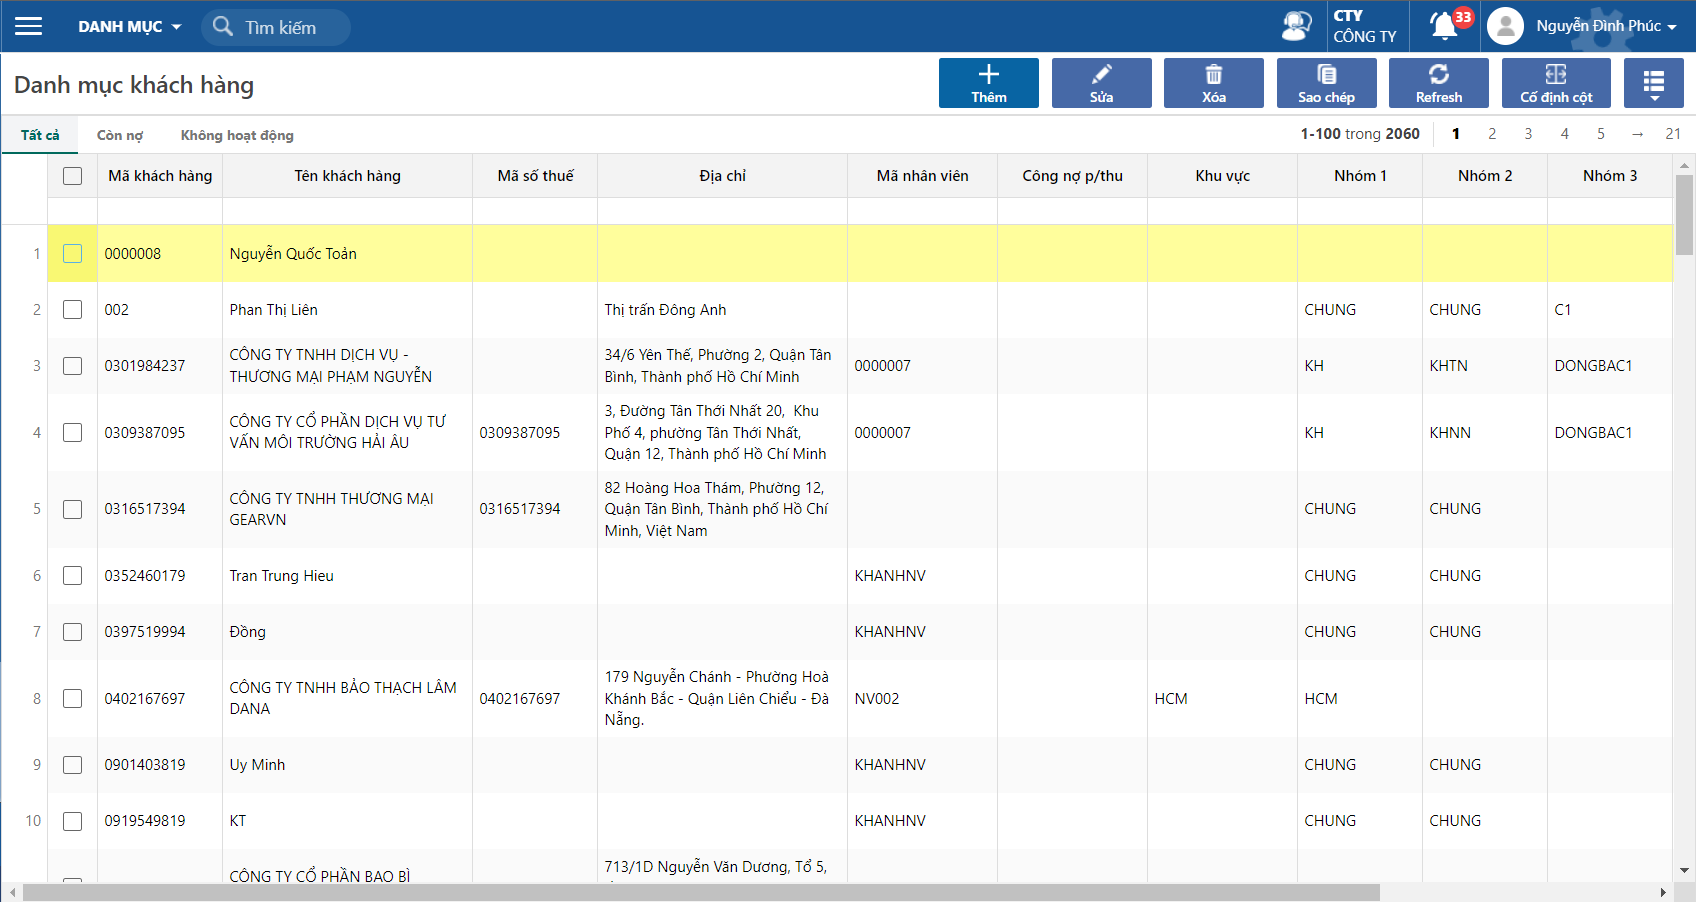 DANH MỤC
Tìm kiếm
CTY
CÔNG TY
33
Nguyễn Đình Phúc
Danh mục khách hàng
Thêm
Sửa
Xóa
Sao chép
Refresh
Cố định cột
Tất cả
Còn nợ
Không hoạt động
1-100 trong 2060
1 2 3 4 5 → 21
Mã khách hàng Tên khách hàng Mã số thuế Địa chỉ Mã nhân viên Công nợ p/thu Khu vực Nhóm 1 Nhóm 2 Nhóm 3
1 0000008 Nguyễn Quốc Toản
2 002 Phan Thị Liên Thị trấn Đông Anh CHUNG CHUNG C1
3 0301984237
CÔNG TY TNHH DỊCH VỤ -
THƯƠNG MẠI PHẠM NGUYỄN
34/6 Yên Thế, Phường 2, Quận Tân
Bình, Thành phố Hồ Chí Minh
0000007 KH KHTN DONGBAC1
4 0309387095
CÔNG TY CỔ PHẦN DỊCH VỤ TƯ
VẤN MÔI TRƯỜNG HẢI ÂU
0309387095
3, Đường Tân Thới Nhất 20, Khu
Phố 4, phường Tân Thới Nhất,
Quận 12, Thành phố Hồ Chí Minh
0000007 KH KHNN DONGBAC1
5 0316517394
CÔNG TY TNHH THƯƠNG MẠI
GEARVN
0316517394
82 Hoàng Hoa Thám, Phường 12,
Quận Tân Bình, Thành phố Hồ Chí
Minh, Việt Nam
CHUNG CHUNG
6 0352460179 Tran Trung Hieu KHANHNV CHUNG CHUNG
7 0397519994 Đồng KHANHNV CHUNG CHUNG
8 0402167697
CÔNG TY TNHH BẢO THẠCH LÂM
DANA
0402167697
179 Nguyễn Chánh - Phường Hoà
Khánh Bắc - Quận Liên Chiểu - Đà
Nẵng.
NV002 HCM HCM
9 0901403819 Uy Minh KHANHNV CHUNG CHUNG
10 0919549819 KT KHANHNV CHUNG CHUNG
CÔNG TY CỔ PHẦN BAO BÌ
713/1D Nguyễn Văn Dương, Tổ 5,